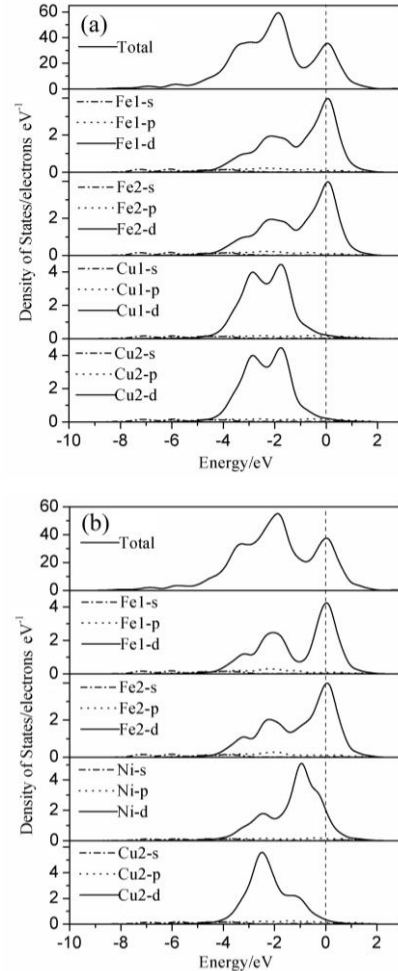 (a)
60
40
20
0
Total
4
2
0
Fe1-s
Fe1-p
Fe1-d
4
2
0
Fe2-s
Fe2-p
Fe2-d
4
2
0
Cu1-s
Cu1-p
Cu1-d
4
2
0
Cu2-s
Cu2-p
Cu2-d
Density of States/electrons eV⁻¹
-10 -8 -6 -4 -2 0 2
Energy/eV
(b)
60
40
20
0
Total
4
2
0
Fe1-s
Fe1-p
Fe1-d
4
2
0
Fe2-s
Fe2-p
Fe2-d
4
2
0
Ni-s
Ni-p
Ni-d
4
2
0
Cu2-s
Cu2-p
Cu2-d
Density of States/electrons eV⁻¹
-10 -8 -6 -4 -2 0 2
Energy/eV